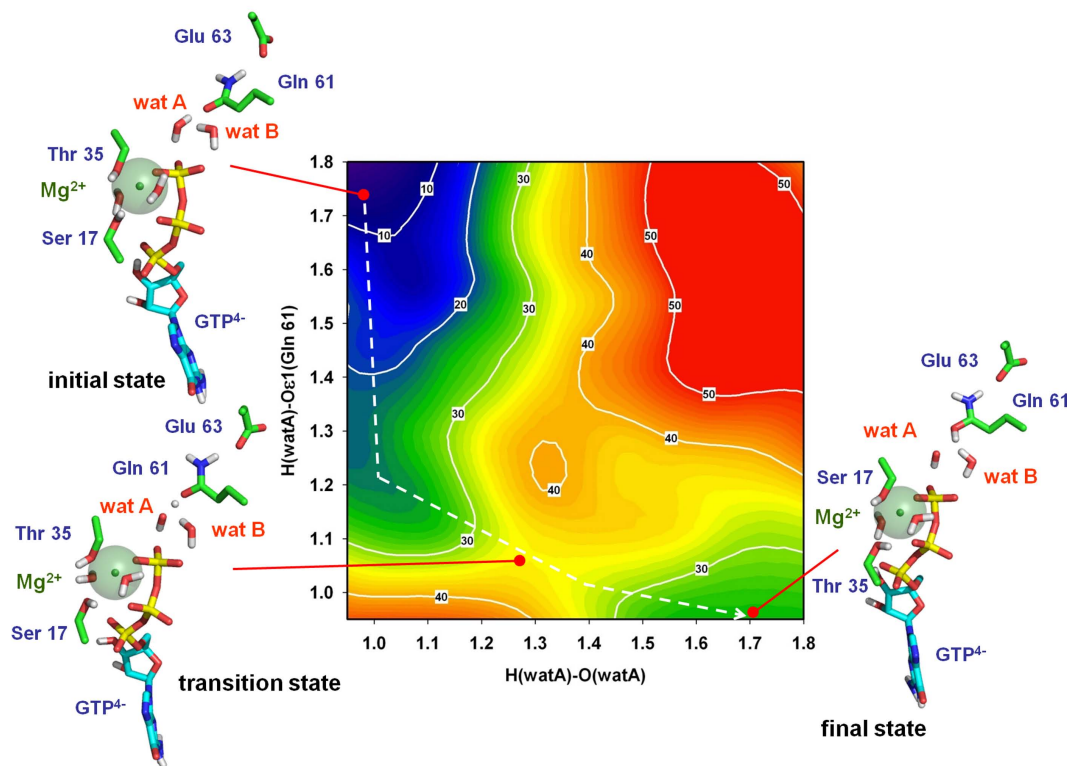 Glu 63
Gln 61
wat A
wat B
Thr 35
Mg²⁺
Ser 17
GTP⁴⁻
initial state
Glu 63
Gln 61
wat A
wat B
Thr 35
Mg²⁺
Ser 17
GTP⁴⁻
transition state
H(watA)-Oε1(Gln 61)
1.8
1.7
1.6
1.5
1.4
1.3
1.2
1.1
1.0
10
30
50
50
10
40
50
20
30
50
40
30
50
40
40
30
30
40
1.0 1.1 1.2 1.3 1.4 1.5 1.6 1.7 1.8
H(watA)-O(watA)
Glu 63
Gln 61
wat A
wat B
Ser 17
Mg²⁺
Thr 35
GTP⁴⁻
final state